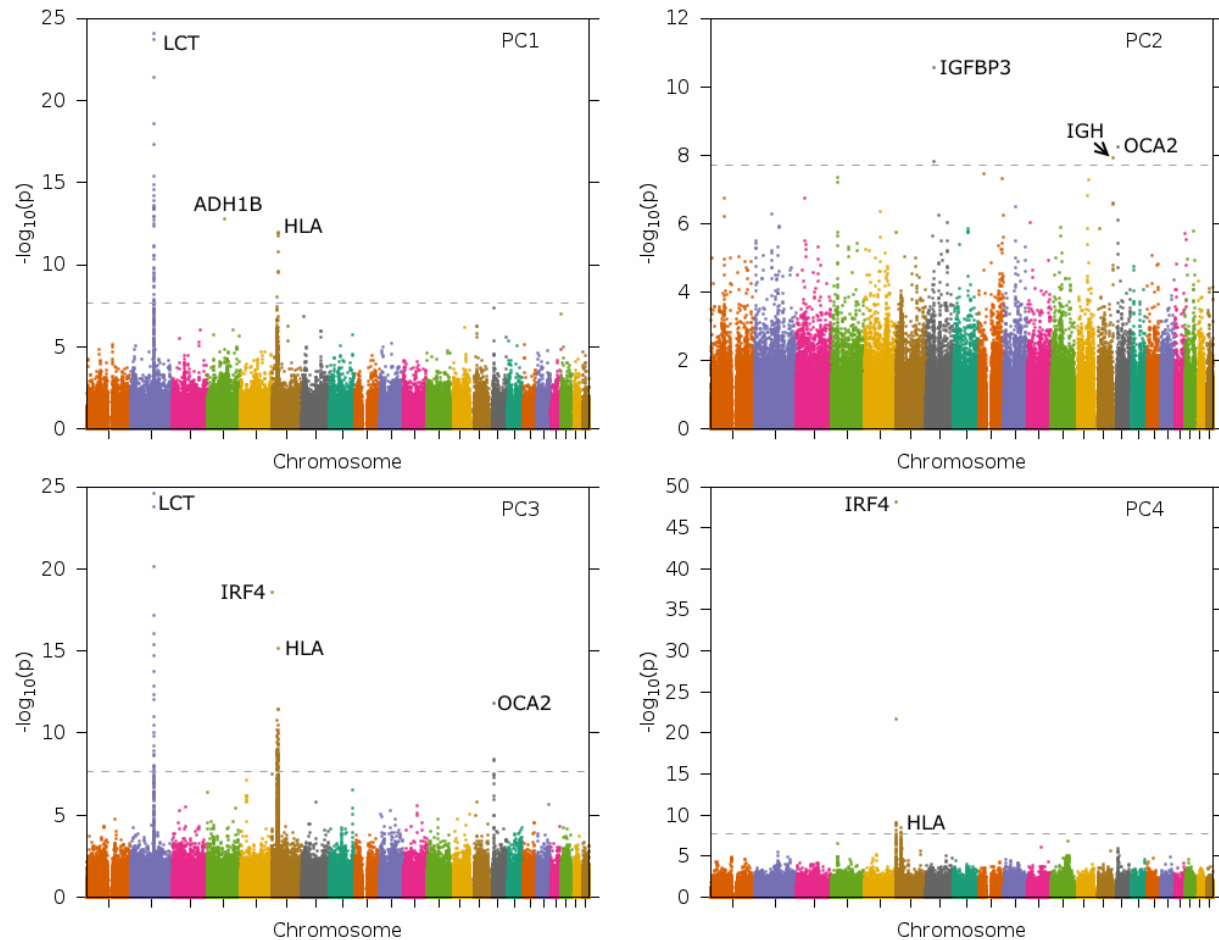 25
20
15
10
5
0
-log10(p)
PC1
LCT
ADH1B
HLA
Chromosome
12
10
8
6
4
2
0
-log10(p)
PC2
IGFBP3
IGH
OCA2
Chromosome
25
20
15
10
5
0
-log10(p)
PC3
LCT
IRF4
HLA
OCA2
Chromosome
50
45
40
35
30
25
20
15
10
5
0
-log10(p)
PC4
IRF4
HLA
Chromosome